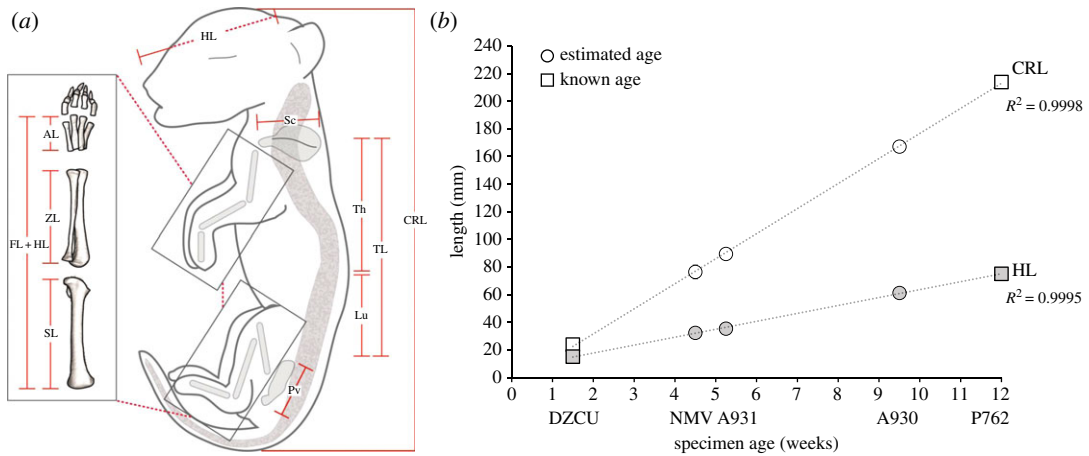 (a)
HL
AL
ZL
FL + HL
SL
Sc
Th
CRL
TL
Lu
Pv
(b)
length (mm)
240
220
200
180
160
140
120
100
80
60
40
20
0
estimated age
known age
CRL
R² = 0.9998
HL
R² = 0.9995
0 1 2 3 4 5 6 7 8 9 10 11 12
DZCU NMV A931 A930 P762
specimen age (weeks)